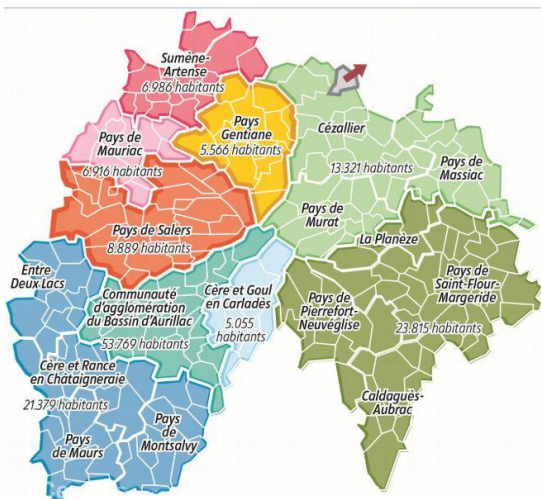 Sumène-
Artense
6.986 habitants
Pays
Gentiane
5.566 habitants
Cézallier
Pays de
Mauriac
6.916 habitants
13.321 habitants
Pays de
Massiac
Pays de Salers
8.889 habitants
Pays de
Murat
La Planèze
Entre
Deux Lacs
Communauté
d'agglomération
du Bassin d'Aurillac
53.769 habitants
Cère et Goul
en Carladès
5.055
habitants
Pays de
Pierrefort-
Neuvéglise
Pays de
Saint-Flour-
Margeride
23.815 habitants
Cère et Rance
en Châtaigneraie
21.379 habitants
Pays
de Maurs
Pays
de
Montsalvy
Caldaguès-
Aubrac